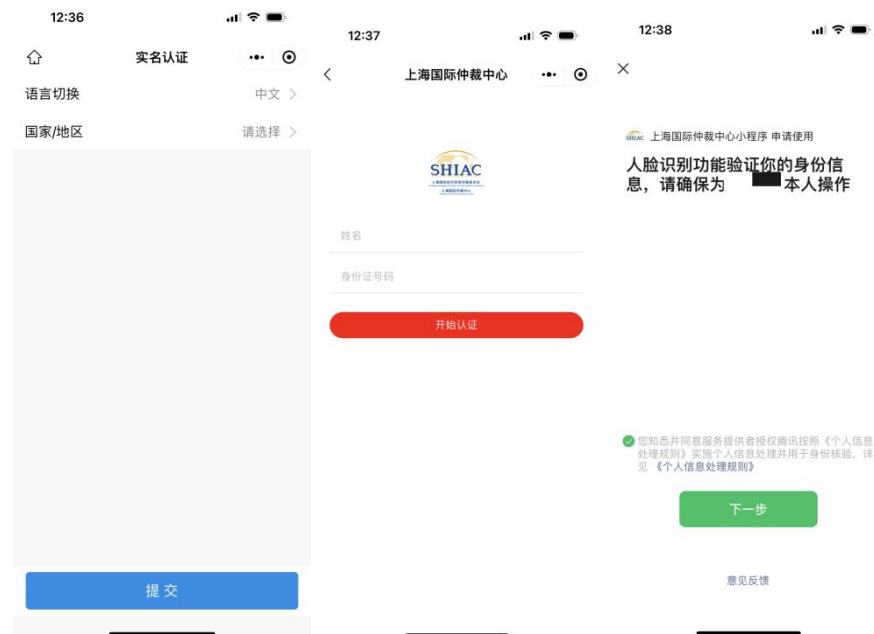 12:36
实名认证
语言切换
中文 >
国家/地区
请选择 >
提交
12:37
上海国际仲裁中心
SHIAC
姓名
身份证号码
开始认证
12:38
SHIAC 上海国际仲裁中心小程序 申请使用
人脸识别功能验证你的身份信
息，请确保为 本人操作
您知悉并同意服务提供者授权腾讯按照《个人信息
处理规则》实施个人信息处理并用于身份核验，详
见 《个人信息处理规则》
下一步
意见反馈